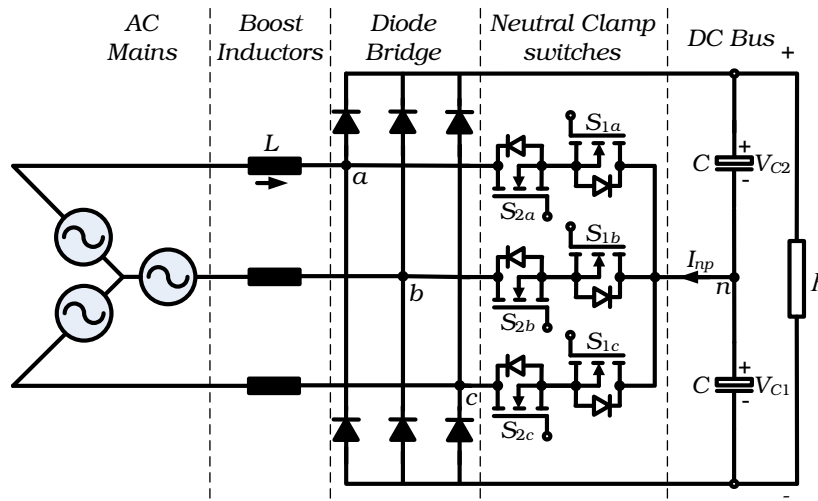 AC Mains
Boost Inductors
Diode Bridge
Neutral Clamp switches
DC Bus
+
L
a
S1a
S2a
C
+
-
VC2
b
S1b
S2b
Inp
n
c
S1c
S2c
C
+
-
VC1
-